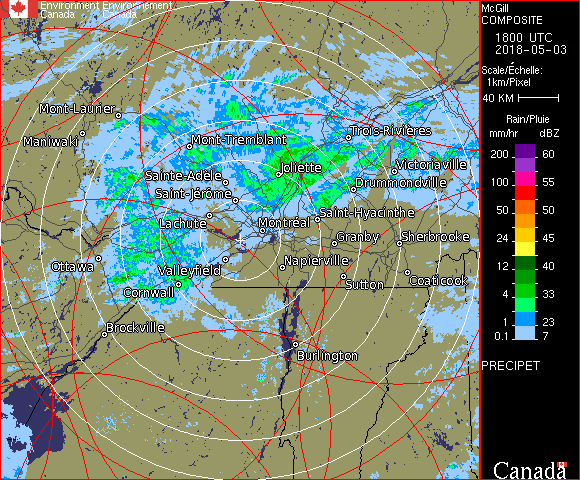 Environment Environnement
Canada Canada
McGill
COMPOSITE
1800 UTC
2018-05-03
Scale/Échelle:
1km/Pixel
40 KM
Rain/Pluie
mm/hr dBZ
200 60
100 55
50 50
24 45
12 40
4 33
1 23
0.1 7
PRECIPET
Canada
Mont-Laurier
Maniwaki
Mont-Tremblant
Trois-Rivières
Joliette
Victoriaville
Sainte-Adèle
Drummondville
Saint-Jérôme
Saint-Hyacinthe
Lachute
Montréal
Granby
Sherbrooke
Ottawa
Valleyfield
Napierville
Cornwall
Sutton
Coaticook
Brockville
Burlington